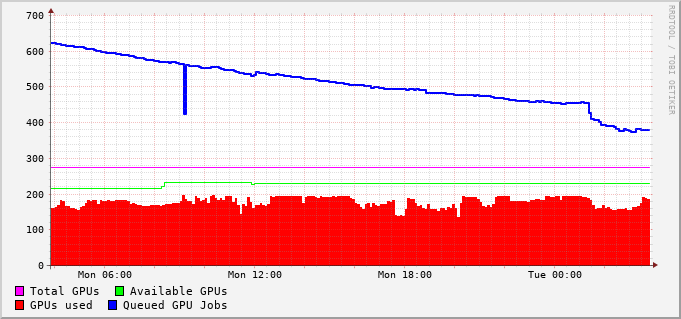 700
600
500
400
300
200
100
0
Mon 06:00 Mon 12:00 Mon 18:00 Tue 00:00
Total GPUs Available GPUs
GPUs used Queued GPU Jobs
RRDTOOL / TOBI OETIKER